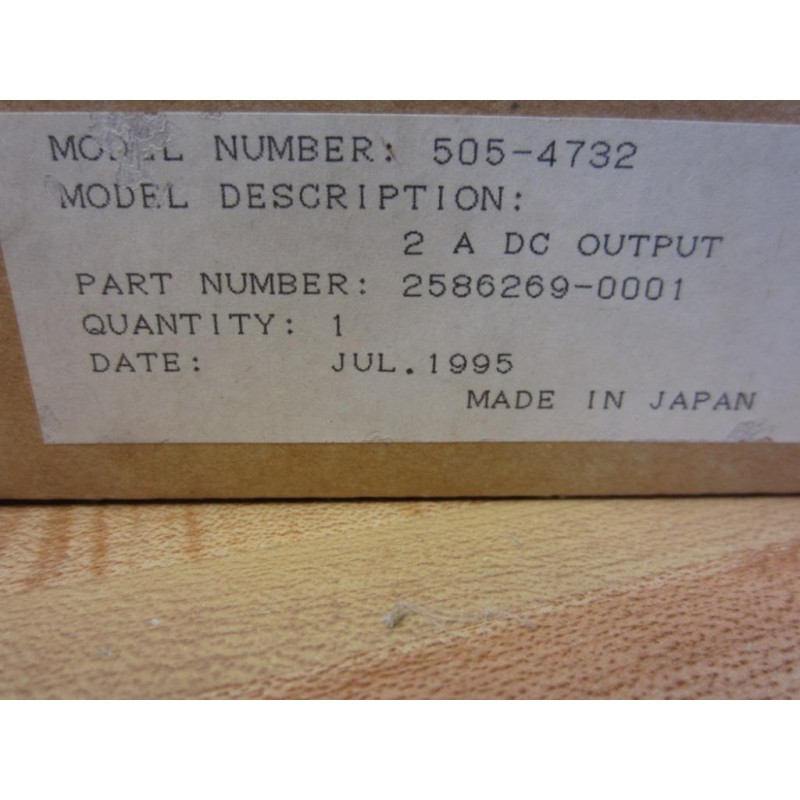 MODEL NUMBER: 505-4732
MODEL DESCRIPTION:
2 A DC OUTPUT
PART NUMBER: 2586269-0001
QUANTITY: 1
DATE: JUL.1995
MADE IN JAPAN